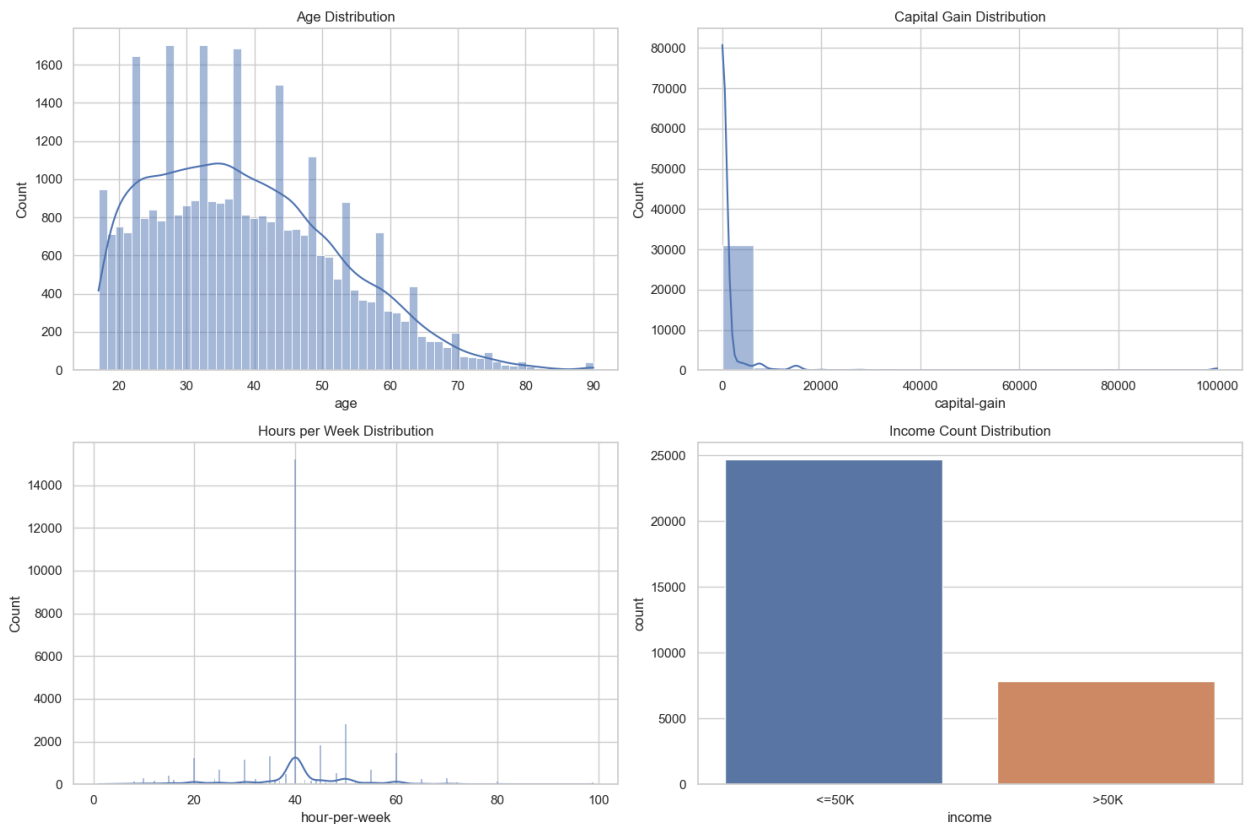 Age Distribution
1600
1400
1200
1000
800
600
400
200
0
Count
20 30 40 50 60 70 80 90
age
Capital Gain Distribution
80000
70000
60000
50000
40000
30000
20000
10000
0
Count
0 20000 40000 60000 80000 100000
capital-gain
Hours per Week Distribution
14000
12000
10000
8000
6000
4000
2000
0
Count
0 20 40 60 80 100
hour-per-week
Income Count Distribution
25000
20000
15000
10000
5000
0
count
<=50K >50K
income